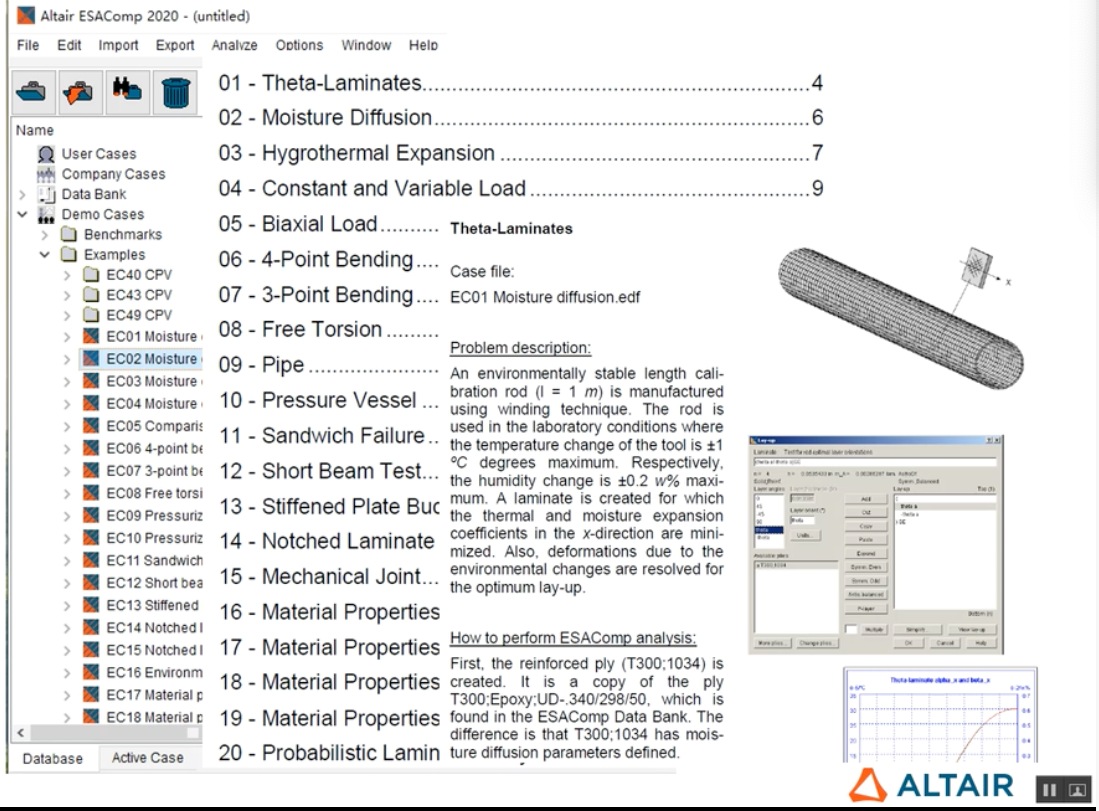 Altair ESAComp 2020 - (untitled)
File Edit Import Export Analyze Options Window Help
Name
User Cases
Company Cases
Data Bank
Demo Cases
Benchmarks
Examples
EC40 CPV
EC43 CPV
EC49 CPV
EC01 Moisture
EC02 Moisture
EC03 Moisture
EC04 Moisture
EC05 Comparis
EC06 4-point be
EC07 3-point be
EC08 Free torsi
EC09 Pressuriz
EC10 Pressuriz
EC11 Sandwich
EC12 Short bea
EC13 Stiffened
EC14 Notched l
EC15 Notched l
EC16 Environm
EC17 Material p
EC18 Material p
Database Active Case
01 - Theta-Laminates..........4
02 - Moisture Diffusion..........6
03 - Hygrothermal Expansion ..........7
04 - Constant and Variable Load ..........9
05 - Biaxial Load..........
06 - 4-Point Bending....
07 - 3-Point Bending....
08 - Free Torsion .........
09 - Pipe ....................
10 - Pressure Vessel ...
11 - Sandwich Failure..
12 - Short Beam Test...
13 - Stiffened Plate Buc
14 - Notched Laminate
15 - Mechanical Joint...
16 - Material Properties
17 - Material Properties
18 - Material Properties
19 - Material Properties
20 - Probabilistic Lamin
Theta-Laminates
Case file:
EC01 Moisture diffusion.edf
Problem description:
An environmentally stable length cali-
bration rod (l = 1 m) is manufactured
using winding technique. The rod is
used in the laboratory conditions where
the temperature change of the tool is ±1
ºC degrees maximum. Respectively,
the humidity change is ±0.2 w% maxi-
mum. A laminate is created for which
the thermal and moisture expansion
coefficients in the x-direction are mini-
mized. Also, deformations due to the
environmental changes are resolved for
the optimum lay-up.
How to perform ESAComp analysis:
First, the reinforced ply (T300;1034) is
created. It is a copy of the ply
T300;Epoxy;UD-.340/298/50, which is
found in the ESAComp Data Bank. The
difference is that T300;1034 has mois-
ture diffusion parameters defined.
x
Lay-up
Laminate
Add
Copy
Paste
Expand
Multiple
OK Cancel Help
Theta-laminate alpha_x and beta_x
ALTAIR